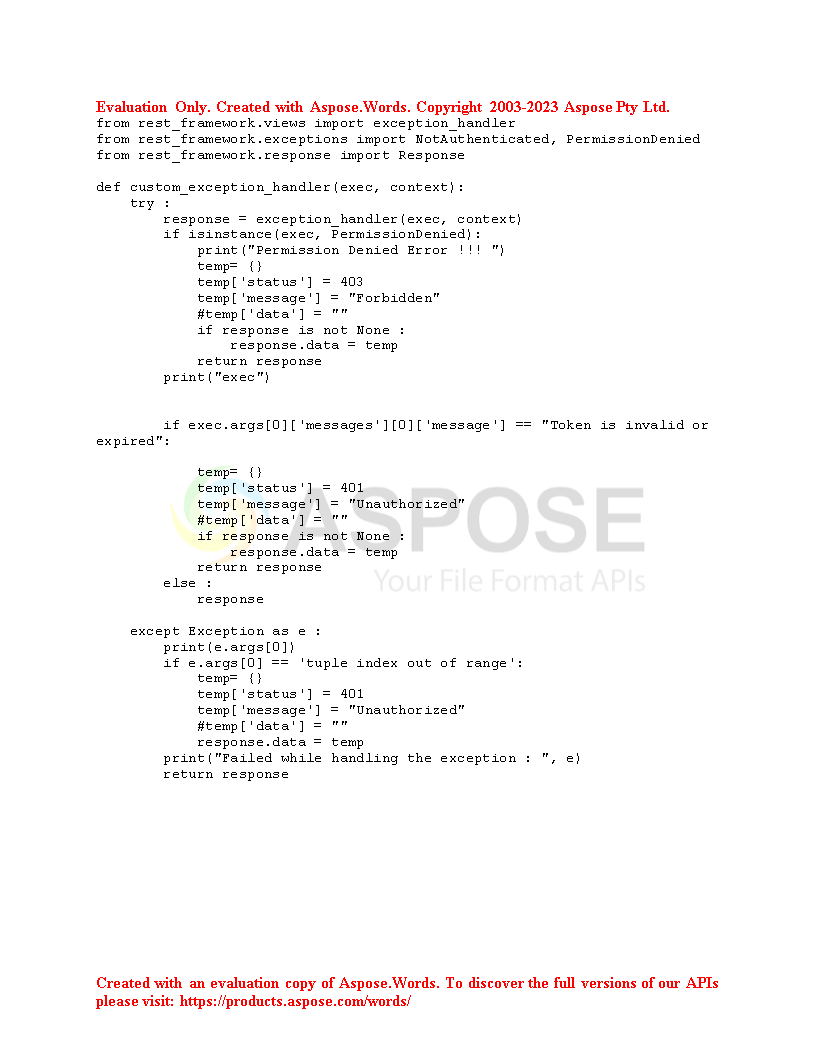 Evaluation Only. Created with Aspose.Words. Copyright 2003-2023 Aspose Pty Ltd.
from rest_framework.views import exception_handler
from rest_framework.exceptions import NotAuthenticated, PermissionDenied
from rest_framework.response import Response

def custom_exception_handler(exec, context):
    try :
        response = exception_handler(exec, context)
        if isinstance(exec, PermissionDenied):
            print("Permission Denied Error !!! ")
            temp= {}
            temp['status'] = 403
            temp['message'] = "Forbidden"
            #temp['data'] = ""
            if response is not None :
                response.data = temp
            return response
        print("exec")

        if exec.args[0]['messages'][0]['message'] == "Token is invalid or
expired":

            temp= {}
            temp['status'] = 401
            temp['message'] = "Unauthorized"
            #temp['data'] = ""
            if response is not None :
                response.data = temp
            return response
        else :
            response

    except Exception as e :
        print(e.args[0])
        if e.args[0] == 'tuple index out of range':
            temp= {}
            temp['status'] = 401
            temp['message'] = "Unauthorized"
            #temp['data'] = ""
            response.data = temp
        print("Failed while handling the exception : ", e)
        return response
ASPOSE
Your File Format APIs
Created with an evaluation copy of Aspose.Words. To discover the full versions of our APIs
please visit: https://products.aspose.com/words/